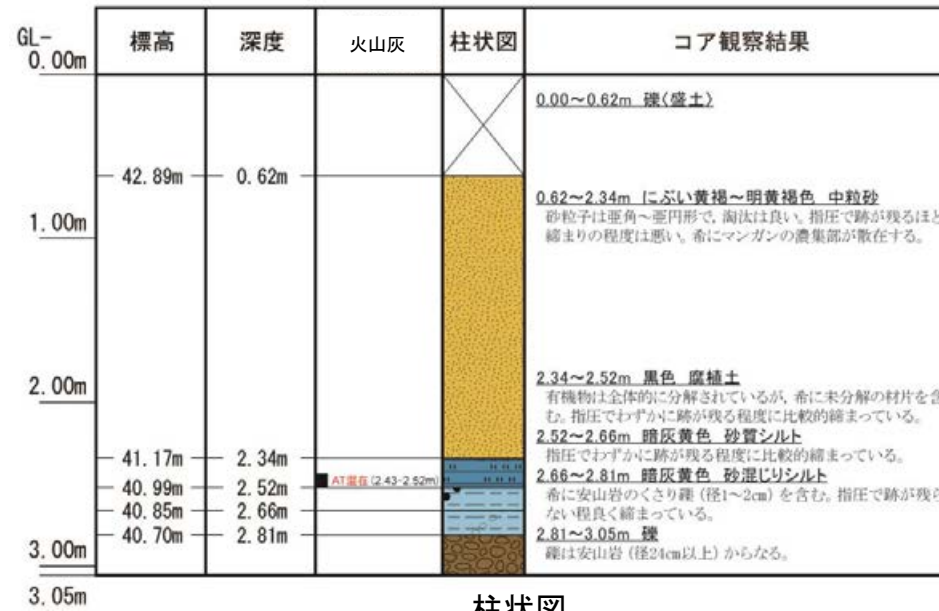 GL-
0.00m
標高 深度 火山灰 柱状図 コア観察結果
0.00～0.62m 礫(盛土)
42.89m 0.62m
0.62～2.34m にぶい黄褐～明黄褐色 中粒砂
砂粒子は亜角～亜円形で、淘汰は良い。指圧で跡が残るほど
締まりの程度は悪い。希にマンガンの濃集部が散在する。
1.00m
2.00m
2.34～2.52m 黒色 腐植土
有機物は全体的に分解されているが、希に未分解の材片を含
む。指圧でわずかに跡が残る程度に比較的締まっている。
41.17m 2.34m
2.52～2.66m 暗灰黄色 砂質シルト
指圧でわずかに跡が残る程度に比較的締まっている。
AT混在(2.43-2.52m)
40.99m 2.52m
2.66～2.81m 暗灰黄色 砂混じりシルト
希に安山岩のくさり礫(径1～2cm)を含む。指圧で跡が残ら
ない程良く締まっている。
40.85m 2.66m
40.70m 2.81m
2.81～3.05m 礫
礫は安山岩(径24cm以上)からなる。
3.00m
3.05m
柱状図